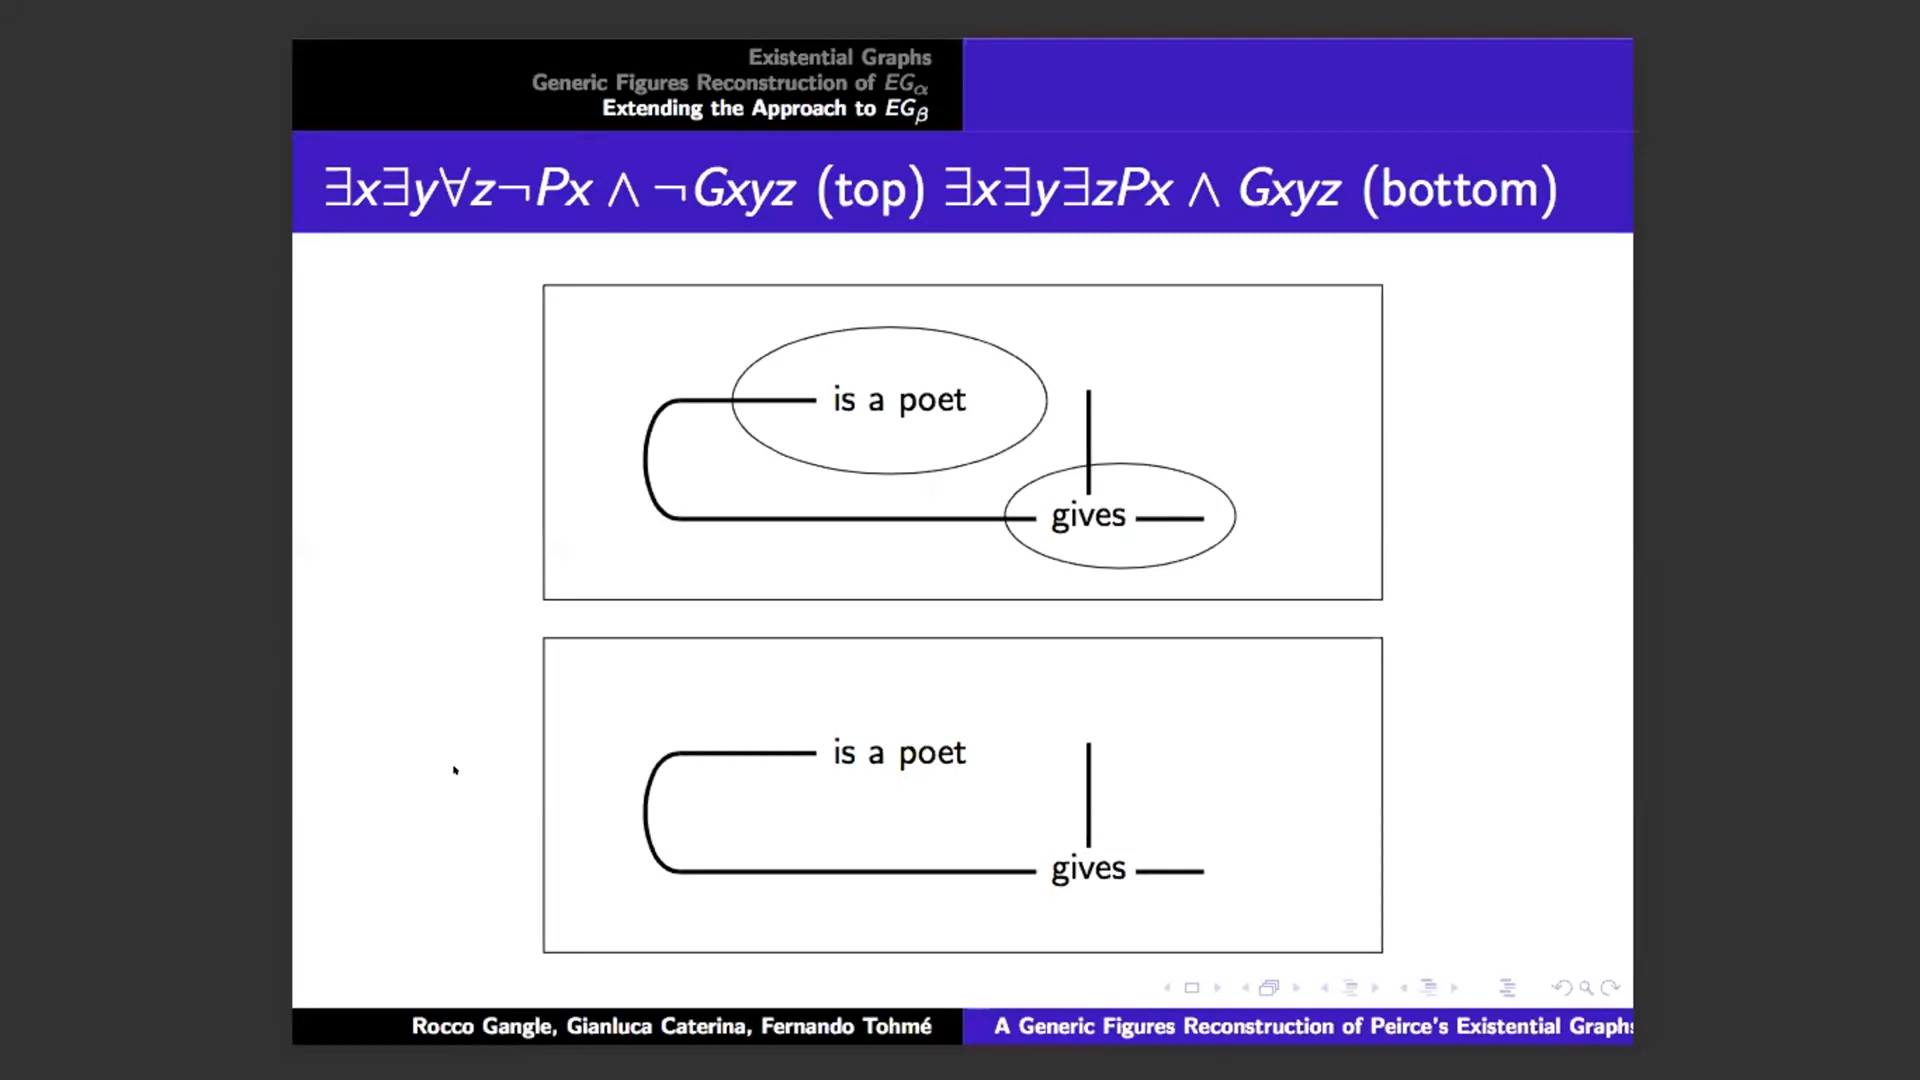 Existential Graphs
Generic Figures Reconstruction of EGα
Extending the Approach to EGβ
∃x∃y∀z¬Px ∧ ¬Gxyz (top) ∃x∃y∃zPx ∧ Gxyz (bottom)
is a poet
gives
is a poet
gives
Rocco Gangle, Gianluca Caterina, Fernando Tohmé
A Generic Figures Reconstruction of Peirce's Existential Graphs